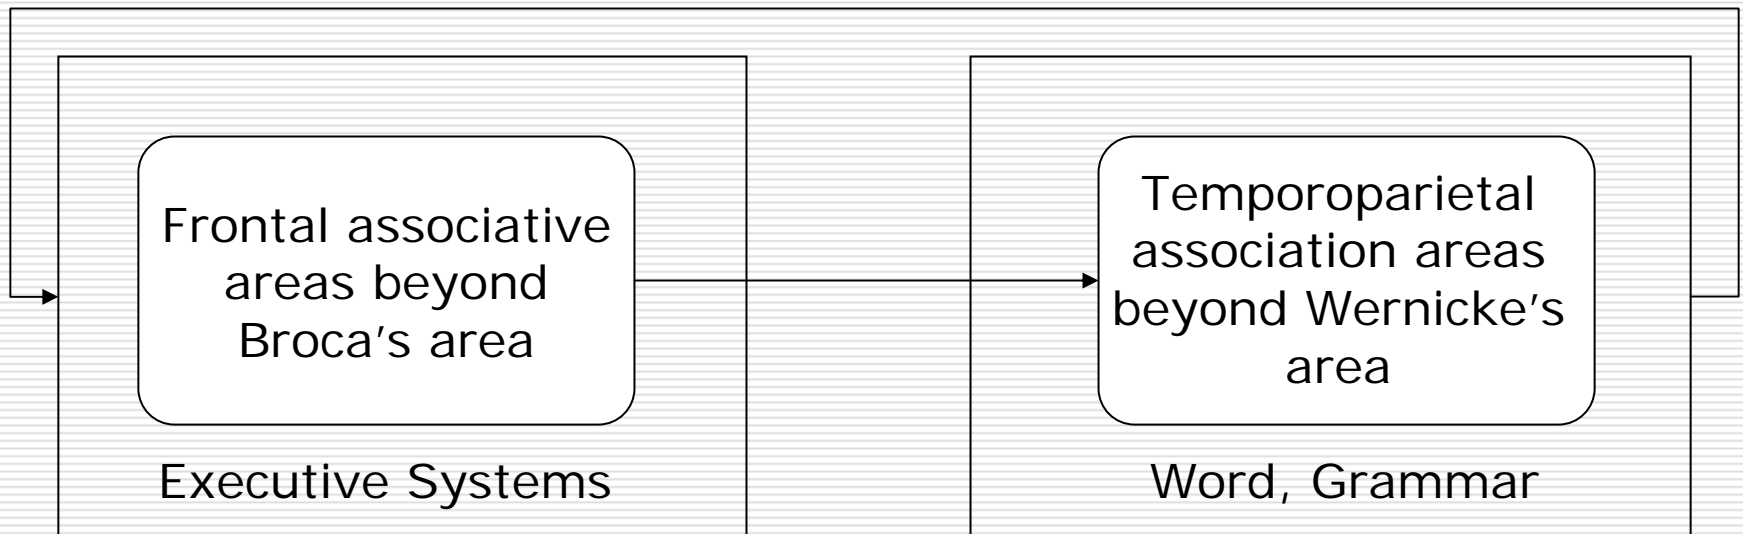 Frontal associative
areas beyond
Broca's area
Temporoparietal
association areas
beyond Wernicke's
area
Executive Systems
Word, Grammar